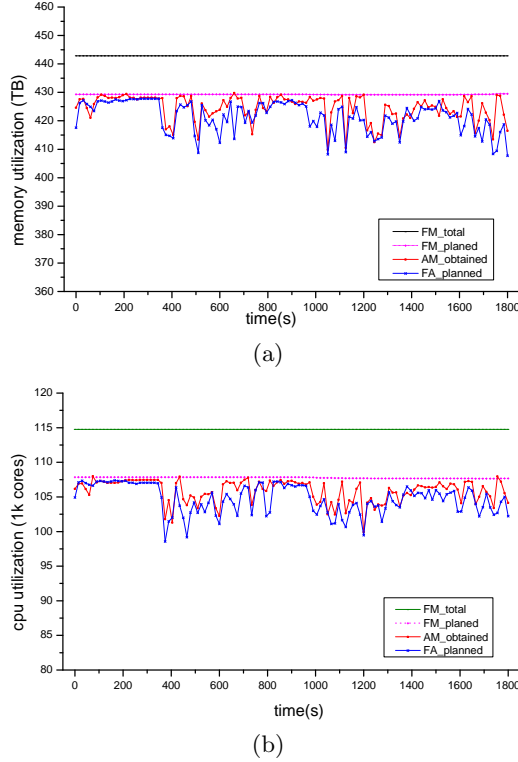 460
450
440
430
420
410
400
390
380
370
360
memory utilization (TB)
FM_total
FM_planed
AM_obtained
FA_planned
0 200 400 600 800 1000 1200 1400 1600 1800
time(s)
(a)
120
115
110
105
100
95
90
85
80
cpu utilization (1k cores)
FM_total
FM_planed
AM_obtained
FA_planned
0 200 400 600 800 1000 1200 1400 1600 1800
time(s)
(b)